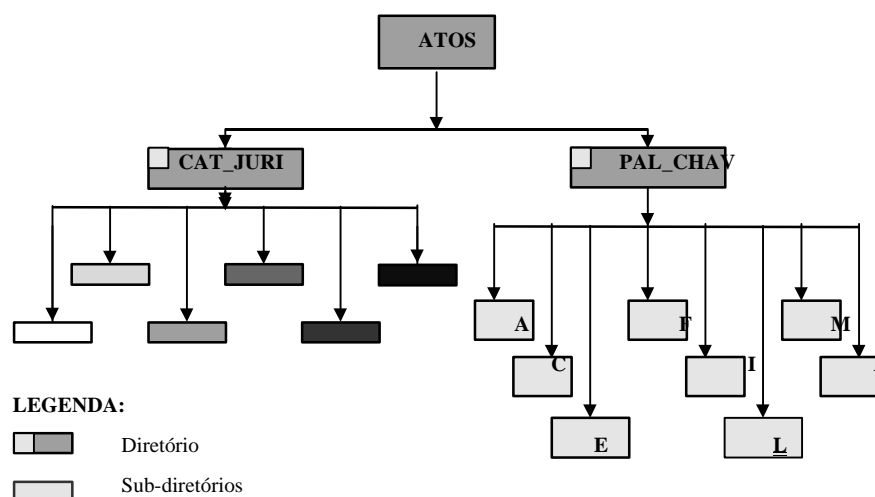 ATOS
CAT_JURI
PAL_CHAV
A
F
M
C
I
E
L
LEGENDA:
Diretório
Sub-diretórios